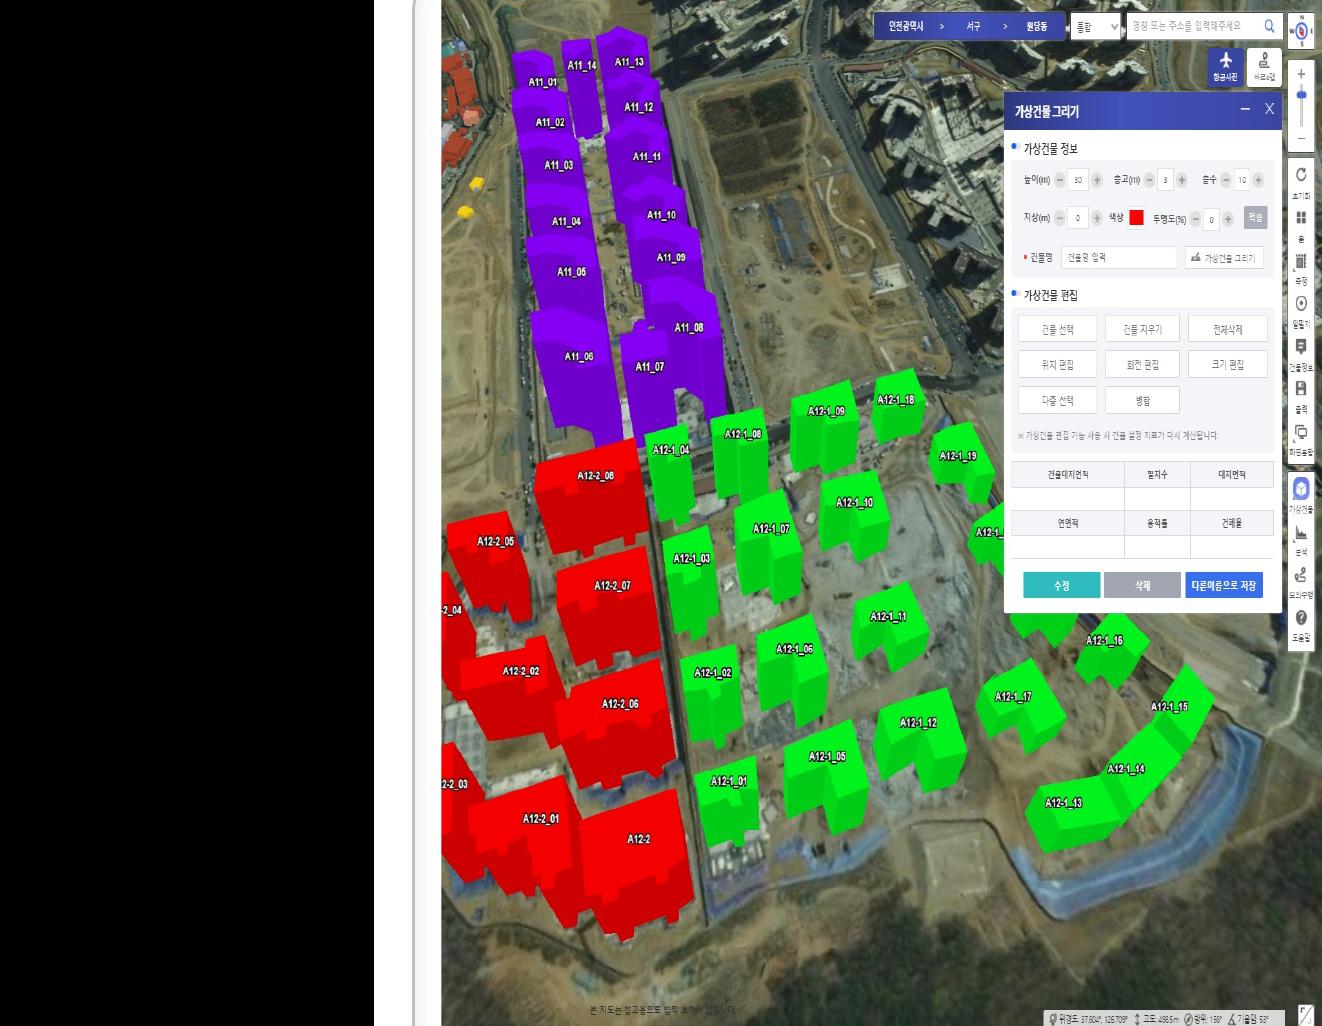 인천광역시 > 서구 > 원당동
통합
명칭 또는 주소를 입력해주세요
N
W
S
항공사진
바로e맵
가상건물 그리기
− X
가상건물 정보
높이(m) − 30 + 층고(m) − 3 + 층수 − 10 +
지상(m) − 0 + 색상 투명도(%) − 0 + 적용
• 건물명 건물명 입력 가상건물 그리기
가상건물 편집
건물 선택 건물 지우기 전체삭제
위치 편집 회전 편집 크기 편집
다중 선택 병합
※ 가상건물 편집 기능 사용 시 건물 설정 지표가 다시 계산됩니다.
건물대지면적 필지수 대지면적
연면적 용적률 건폐율
수정 삭제 다른이름으로 저장
+
−
초기화
홈
측정
일필지
건물정보
출력
화면분할
가상건물
분석
모의주행
도움말
A11_01
A11_14
A11_13
A11_02
A11_12
A11_03
A11_11
A11_04
A11_10
A11_05
A11_09
A11_06
A11_08
A11_07
A12-1_18
A12-1_09
A12-1_08
A12-1_04
A12-1_19
A12-2_08
A12-1_10
A12-1_07
A12-1_
A12-2_05
A12-1_03
A12-2_07
-2_04
A12-1_11
A12-1_16
A12-1_06
A12-2_02
A12-1_02
A12-1_17
A12-2_06
A12-1_15
A12-1_12
A12-1_05
A12-1_14
A12-1_01
2-2_03
A12-1_13
A12-2_01
A12-2
본 지도는 참고용으로 법적 효력이 없습니다.
위경도: 37.604°, 126.709° 고도: 498.5m 방위: 156° 기울임: 53°